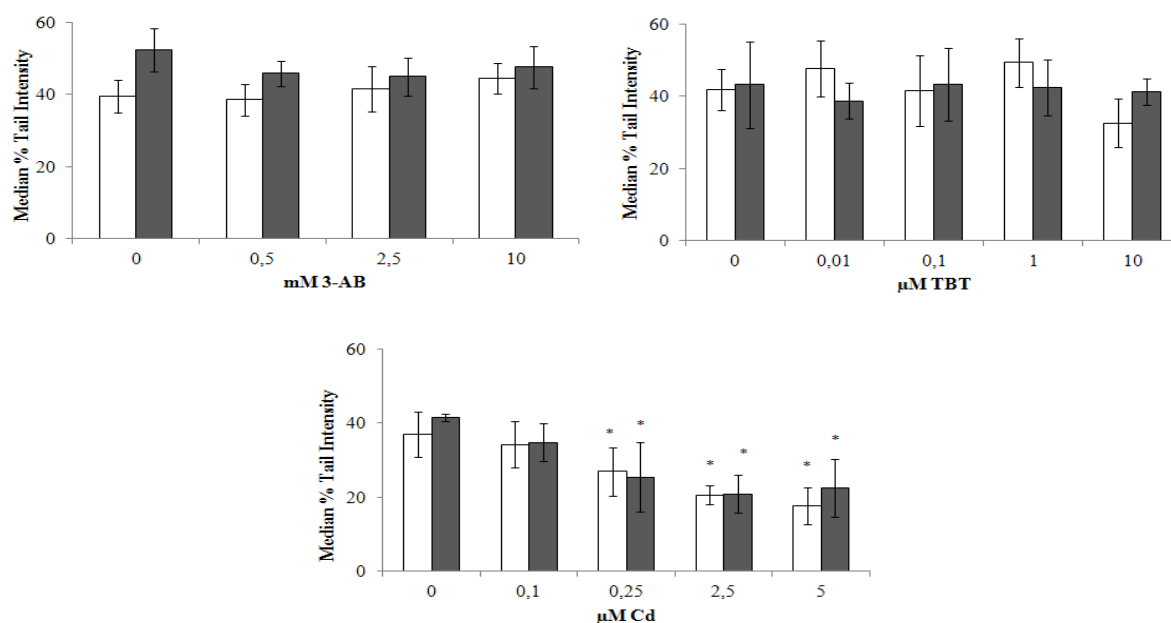 Median % Tail Intensity
60
40
20
0
0 0,5 2,5 10
mM 3-AB
Median % Tail Intensity
60
40
20
0
0 0,01 0,1 1 10
µM TBT
Median % Tail Intensity
60
40
20
0
* * * * * *
0 0,1 0,25 2,5 5
µM Cd